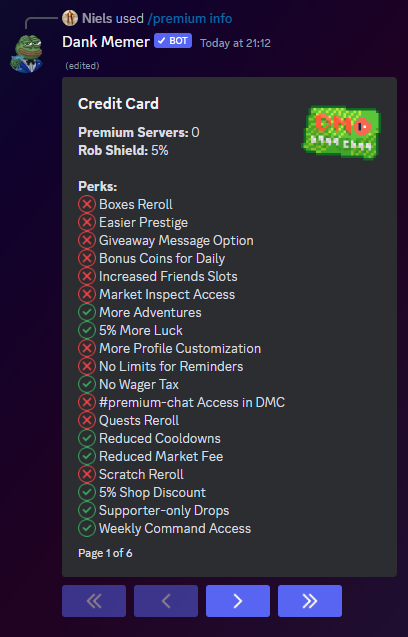 Niels used /premium info
Dank Memer ✓ BOT Today at 21:12
(edited)
Credit Card
Premium Servers: 0
Rob Shield: 5%
Perks:
Boxes Reroll
Easier Prestige
Giveaway Message Option
Bonus Coins for Daily
Increased Friends Slots
Market Inspect Access
More Adventures
5% More Luck
More Profile Customization
No Limits for Reminders
No Wager Tax
#premium-chat Access in DMC
Quests Reroll
Reduced Cooldowns
Reduced Market Fee
Scratch Reroll
5% Shop Discount
Supporter-only Drops
Weekly Command Access
Page 1 of 6